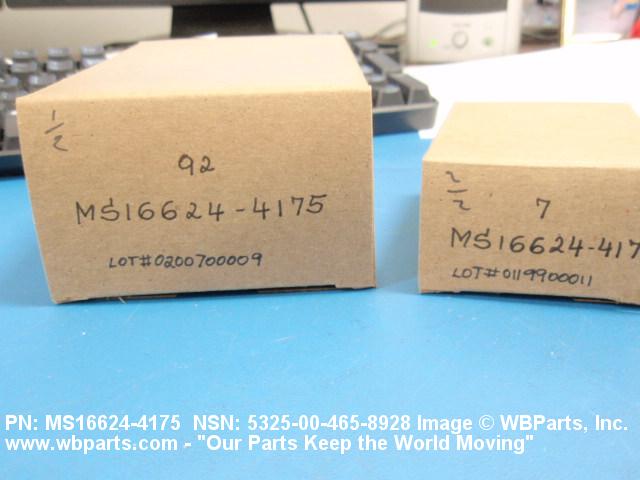 1/2
92
MS16624-4175
LOT#0200700009
2/2
7
MS16624-417
LOT#0119900011
PN: MS16624-4175 NSN: 5325-00-465-8928 Image © WBParts, Inc.
www.wbparts.com - "Our Parts Keep the World Moving"